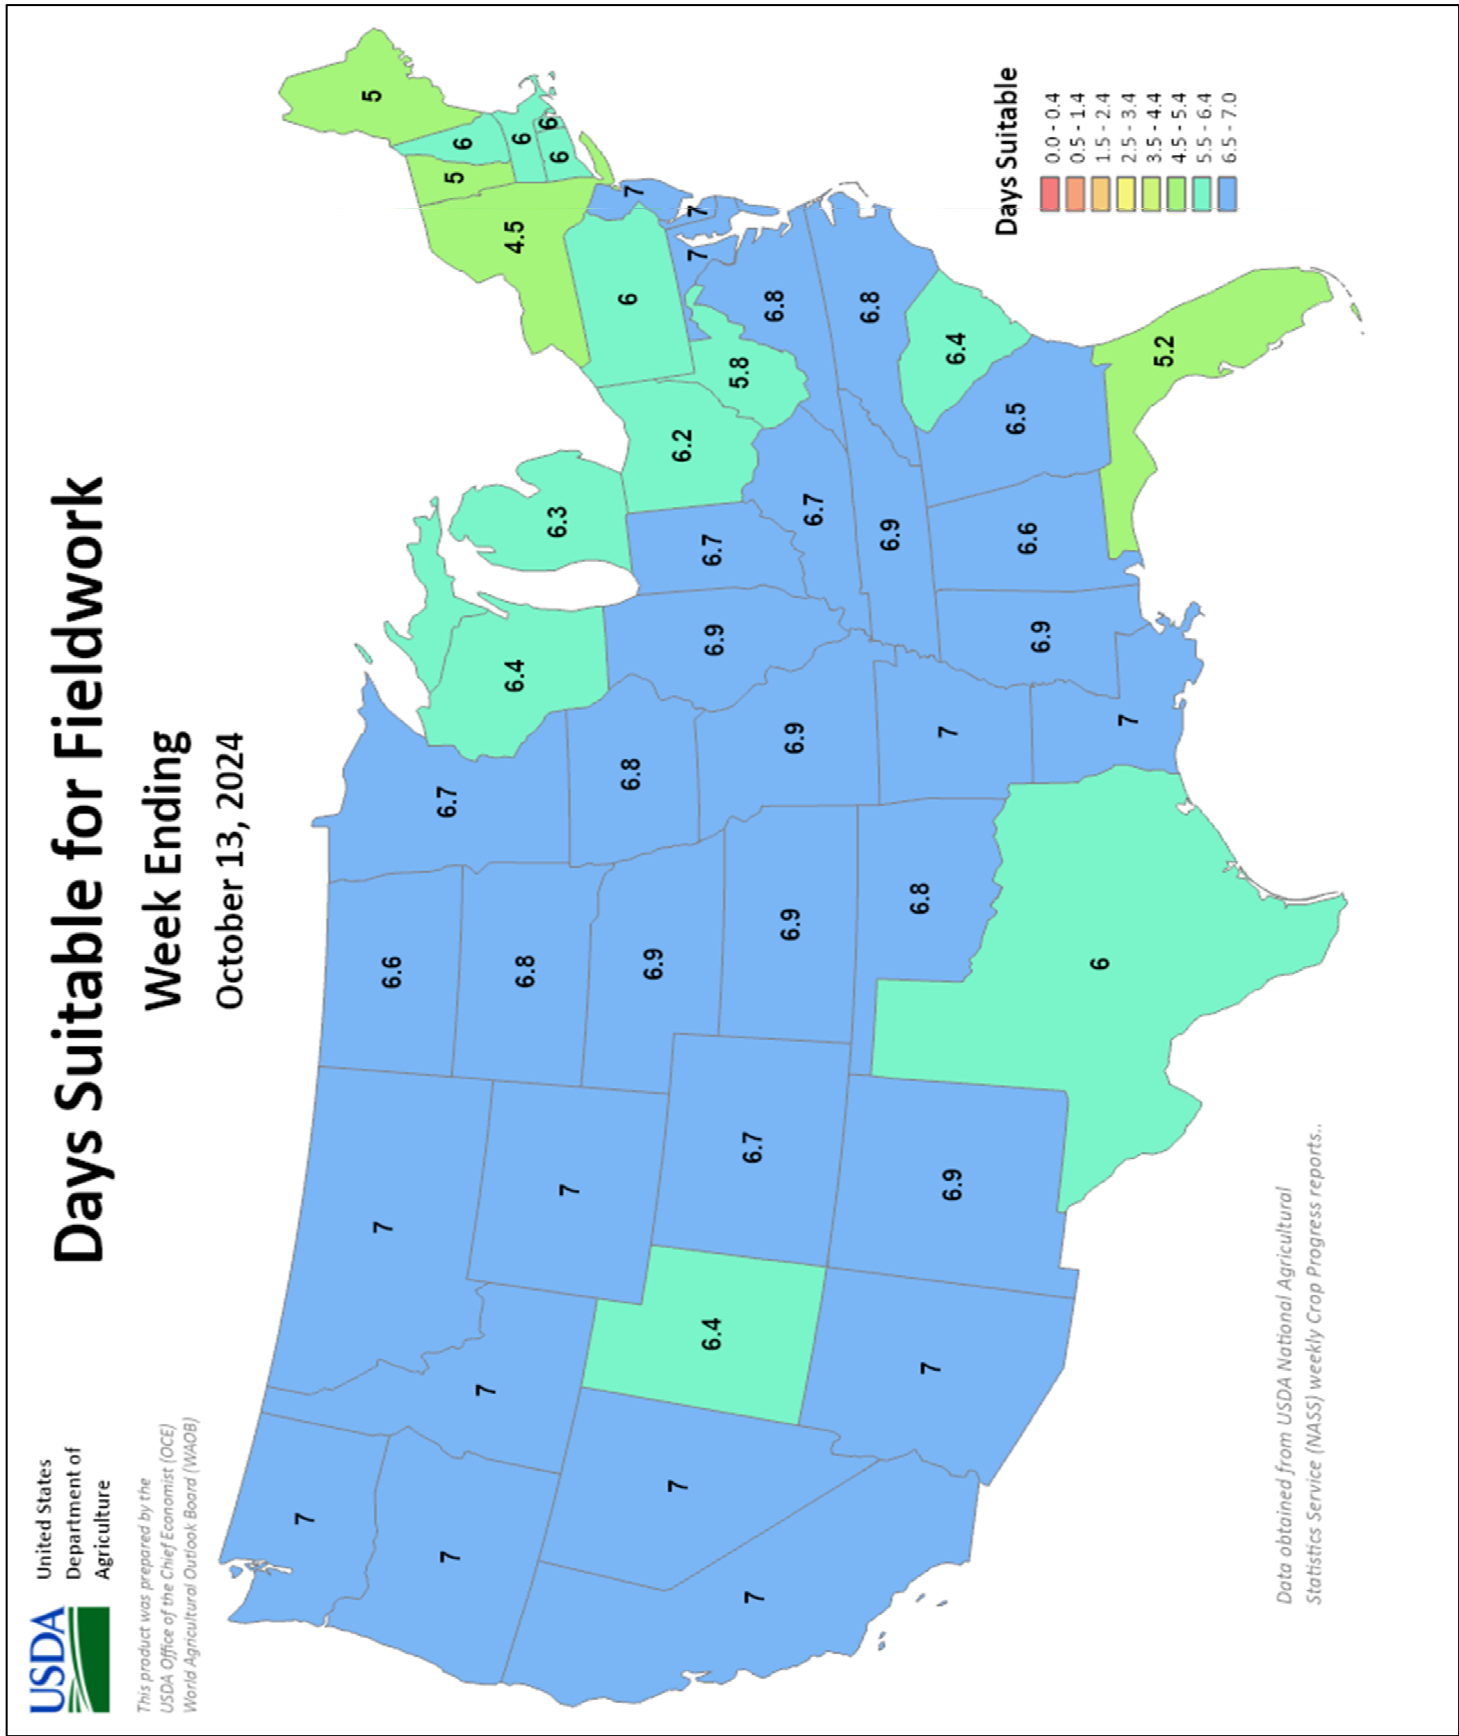 USDA
United States
Department of
Agriculture
This product was prepared by the
USDA Office of the Chief Economist (OCE)
World Agricultural Outlook Board (WAOB)
Days Suitable for Fieldwork
Week Ending
October 13, 2024
7
7
7
7
7
7
7
6.4
7
6.7
6.9
6.6
6.8
6.9
6.9
6.8
6
6.7
6.8
6.9
7
7
6.4
6.9
6.9
6.3
6.7
6.7
6.9
6.6
6.2
5.8
6.5
6.4
5.2
6.8
6.8
6
7
7
7
4.5
5
6
5
6
6
6
Days Suitable
0.0 - 0.4
0.5 - 1.4
1.5 - 2.4
2.5 - 3.4
3.5 - 4.4
4.5 - 5.4
5.5 - 6.4
6.5 - 7.0
Data obtained from USDA National Agricultural
Statistics Service (NASS) weekly Crop Progress reports..